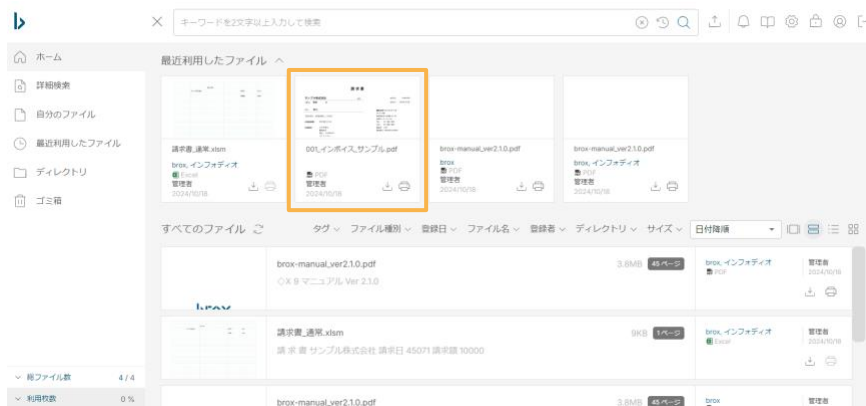 キーワードを2文字以上入力して検索
ホーム
詳細検索
自分のファイル
最近利用したファイル
ディレクトリ
ゴミ箱
総ファイル数 4 / 4
利用枚数 0 %
最近利用したファイル
請求書_通常.xlsm
brox, インフォディオ
Excel
管理者
2024/10/18
請求書
001_インボイス_サンプル.pdf
PDF
管理者
2024/10/18
brox-manual_ver2.1.0.pdf
brox
PDF
管理者
2024/10/18
brox-manual_ver2.1.0.pdf
brox, インフォディオ
PDF
管理者
2024/10/18
すべてのファイル タグ ファイル種別 登録日 ファイル名 登録者 ディレクトリ サイズ 日付降順
brox-manual_ver2.1.0.pdf 3.8MB 45ページ brox, インフォディオ 管理者
PDF 2024/10/18
◇X 9 マニュアル Ver 2.1.0
brox
請求書_通常.xlsm 9KB 1ページ brox, インフォディオ 管理者
Excel 2024/10/18
請 求 書 サンプル株式会社 請求日 45071 請求額 10000
brox-manual_ver2.1.0.pdf 3.8MB 45ページ brox 管理者